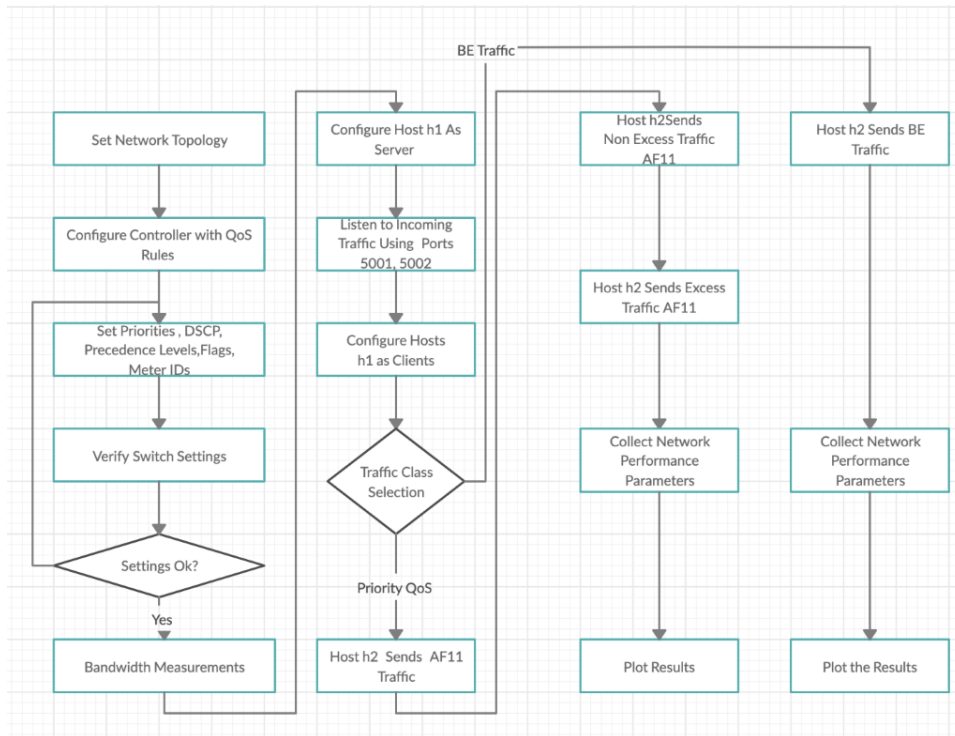 BE Traffic
Set Network Topology
Configure Controller with QoS
Rules
Set Priorities , DSCP,
Precedence Levels,Flags,
Meter IDs
Verify Switch Settings
Settings Ok?
Yes
Bandwidth Measurements
Configure Host h1 As
Server
Listen to Incoming
Traffic Using Ports
5001, 5002
Configure Hosts
h1 as Clients
Traffic Class
Selection
Priority QoS
Host h2 Sends AF11
Traffic
Host h2Sends
Non Excess Traffic
AF11
Host h2 Sends Excess
Traffic AF11
Collect Network
Performance
Parameters
Plot Results
Host h2 Sends BE
Traffic
Collect Network
Performance
Parameters
Plot the Results